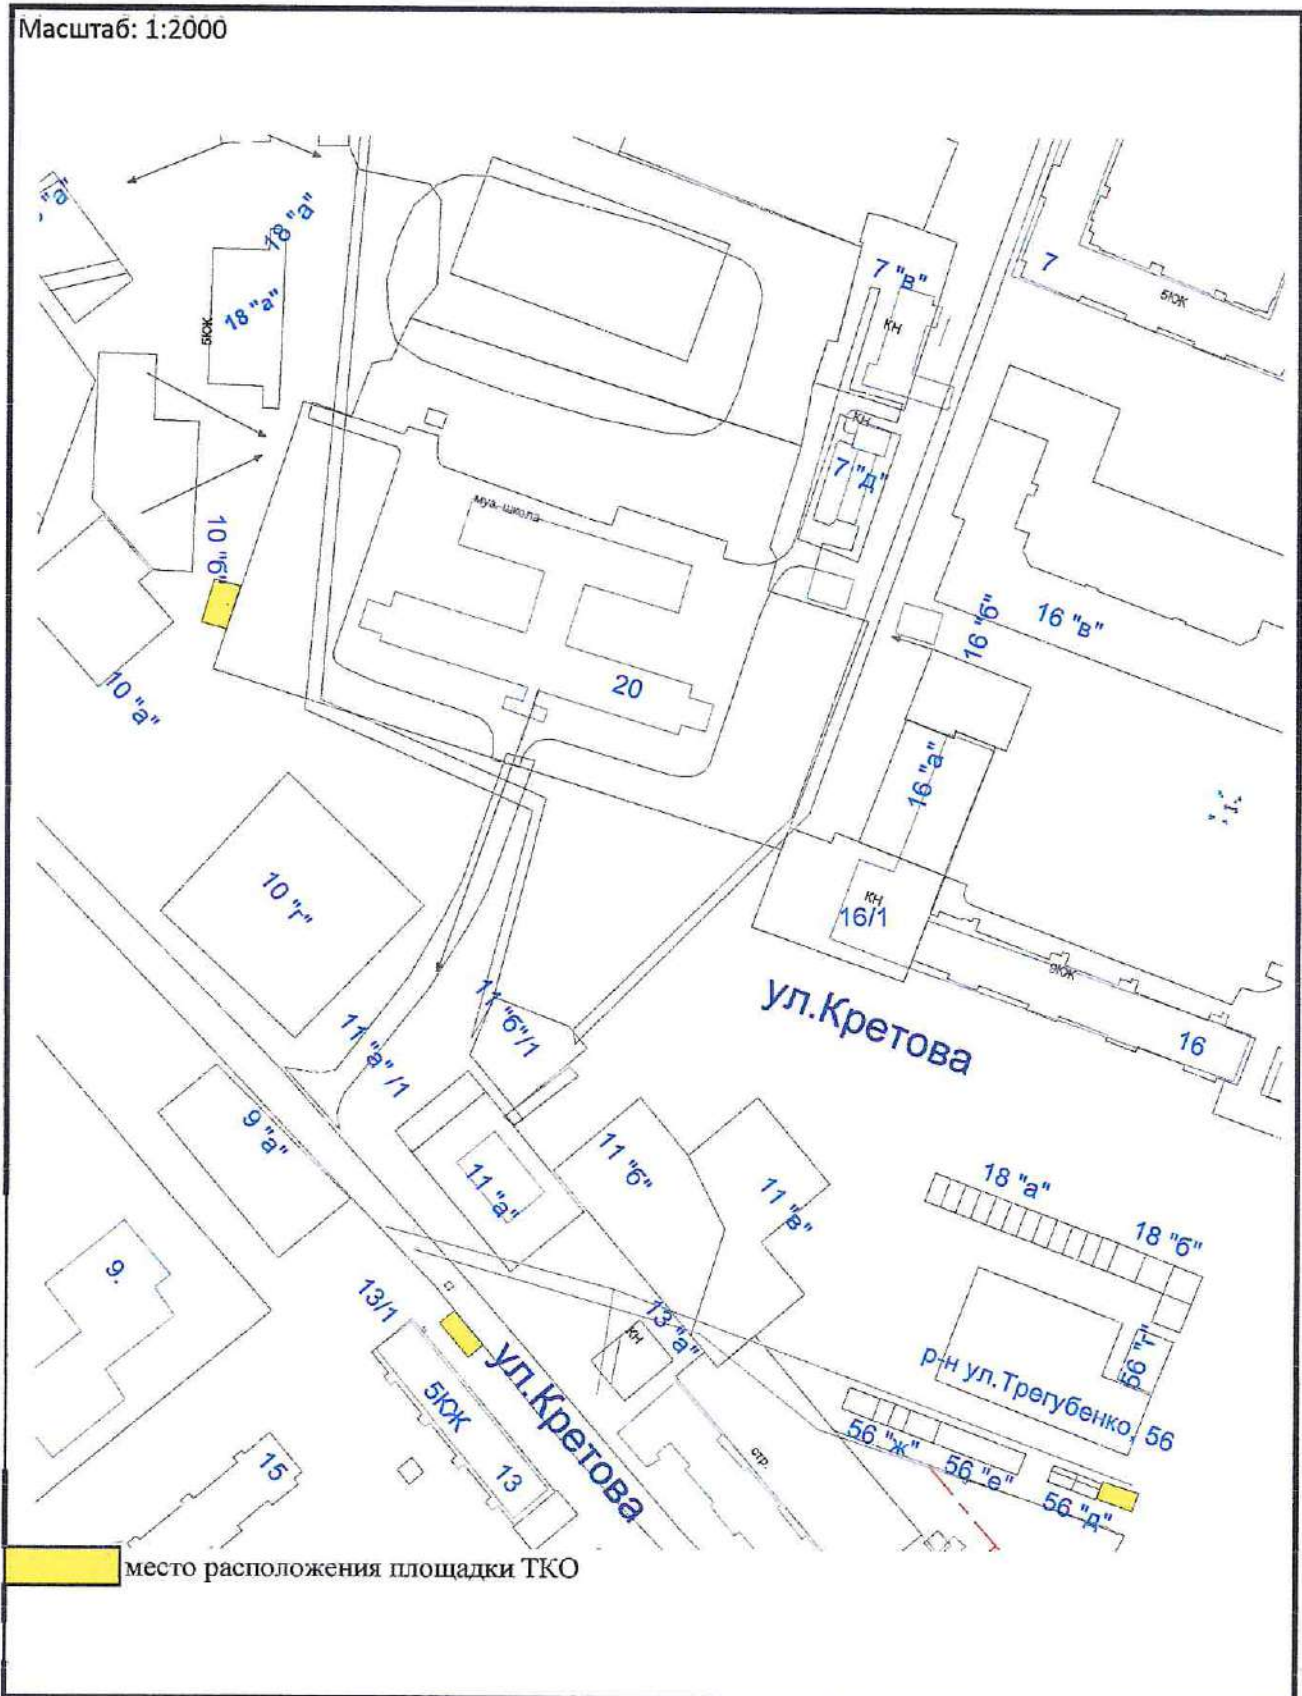 Масштаб: 1:2000
"а"
18 "а"
18 "а"
5КЖ
7 "в"
КН
7
5КЖ
КН
7 "д"
муз. школа
10 "б"
16 "б"
16 "в"
10 "а"
20
16 "а"
10 "г"
КН
16/1
9КЖ
ул.Кретова
11 "б"/1
11 "а" /1
16
9 "а"
11 "б"
11 "а"
11 "в"
18 "а"
18 "б"
9.
13/1
13 "а"
КН
ул.Кретова
56 "г"
р-н ул.Трегубенко, 56
5КЖ
13
15
стр.
56 "ж"
56 "е"
56 "д"
место расположения площадки ТКО